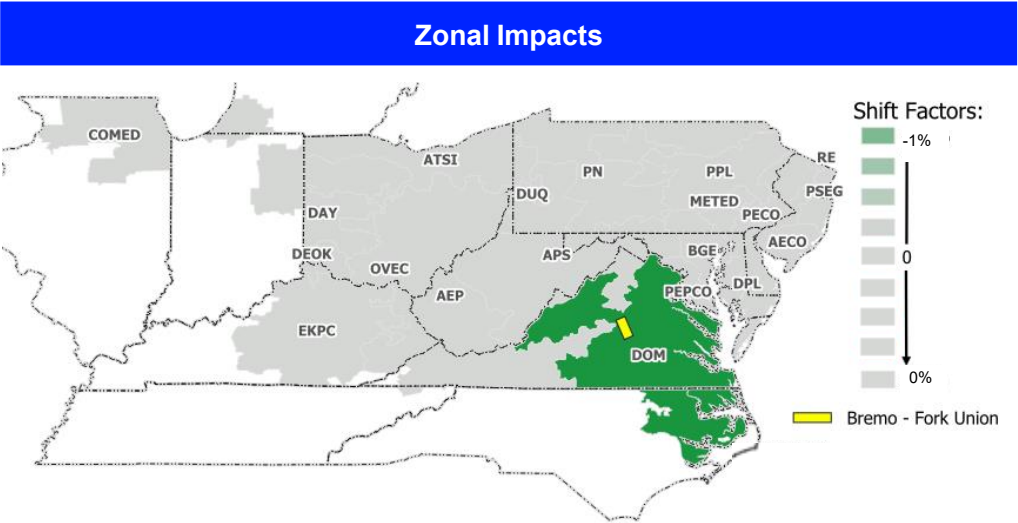 Zonal Impacts
Shift Factors:
-1%
0
0%
COMED
ATSI
PN
PPL
RE
DUQ
METED
PSEG
PECO
DAY
AECO
DEOK
APS
BGE
OVEC
PEPCO
DPL
AEP
EKPC
DOM
Bremo - Fork Union